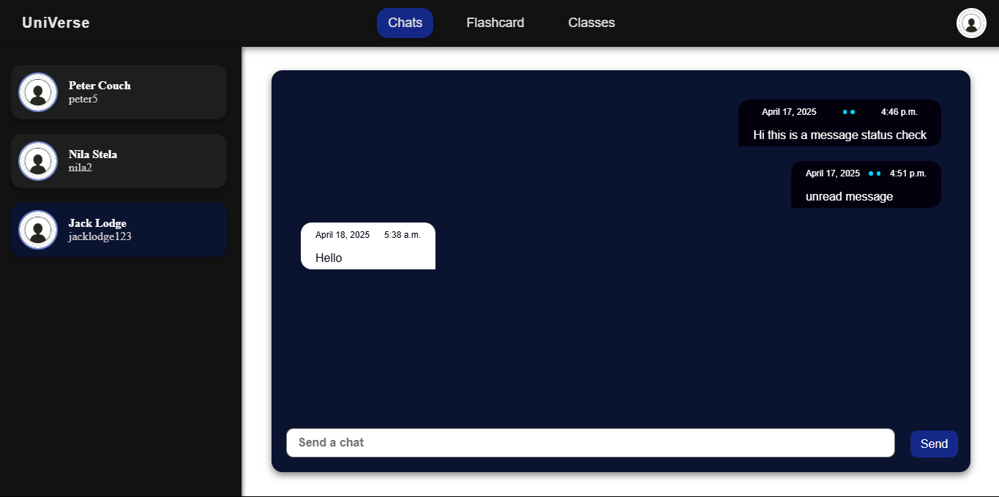 UniVerse
Chats
Flashcard
Classes
Peter Couch
peter5
Nila Stela
nila2
Jack Lodge
jacklodge123
April 17, 2025 4:46 p.m.
Hi this is a message status check
April 17, 2025 4:51 p.m.
unread message
April 18, 2025 5:38 a.m.
Hello
Send a chat
Send